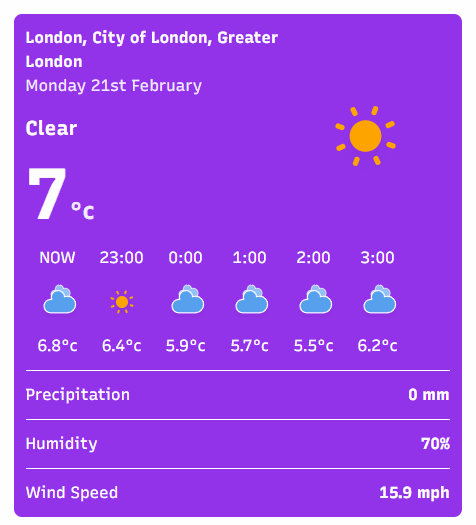 London, City of London, Greater
London
Monday 21st February
Clear
7 °c
NOW 23:00 0:00 1:00 2:00 3:00
6.8°c 6.4°c 5.9°c 5.7°c 5.5°c 6.2°c
Precipitation 0 mm
Humidity 70%
Wind Speed 15.9 mph